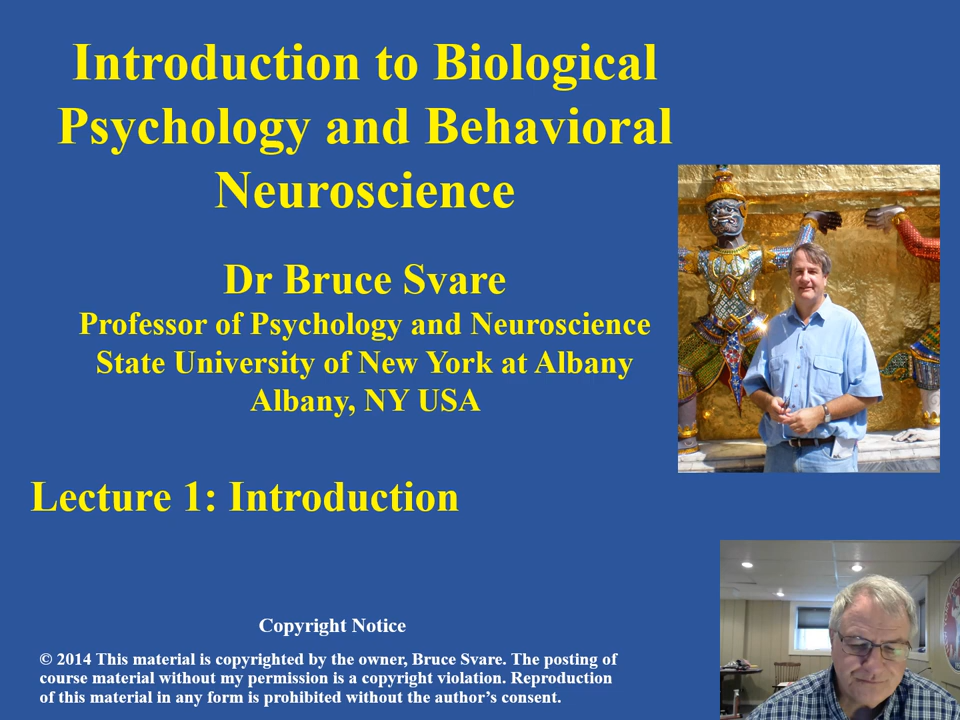 Introduction to Biological
Psychology and Behavioral
Neuroscience
Dr Bruce Svare
Professor of Psychology and Neuroscience
State University of New York at Albany
Albany, NY USA
Lecture 1: Introduction
Copyright Notice
© 2014 This material is copyrighted by the owner, Bruce Svare. The posting of
course material without my permission is a copyright violation. Reproduction
of this material in any form is prohibited without the author’s consent.